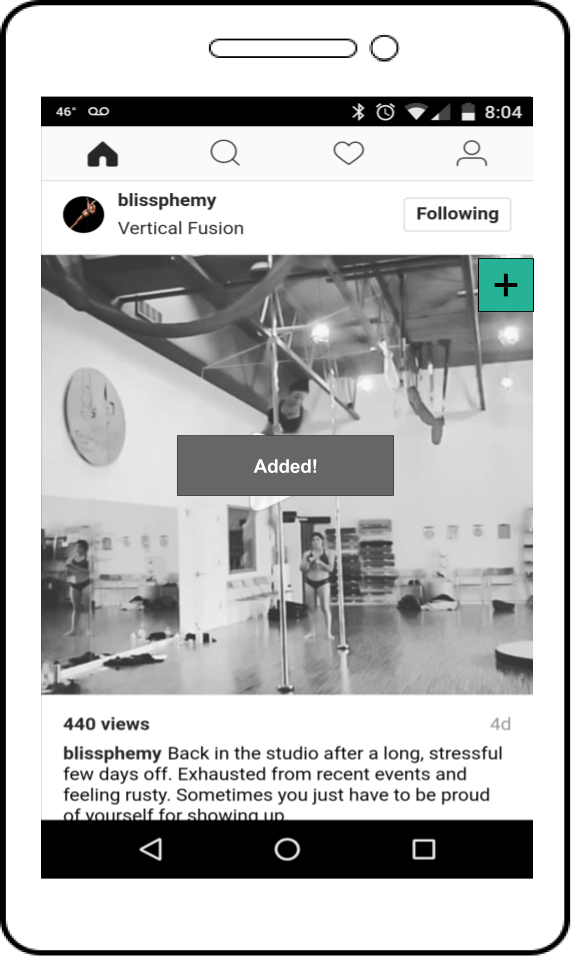 46°
8:04
blissphemy
Vertical Fusion
Following
+
Added!
440 views
4d
blissphemy Back in the studio after a long, stressful
few days off. Exhausted from recent events and
feeling rusty. Sometimes you just have to be proud
of yourself for showing up